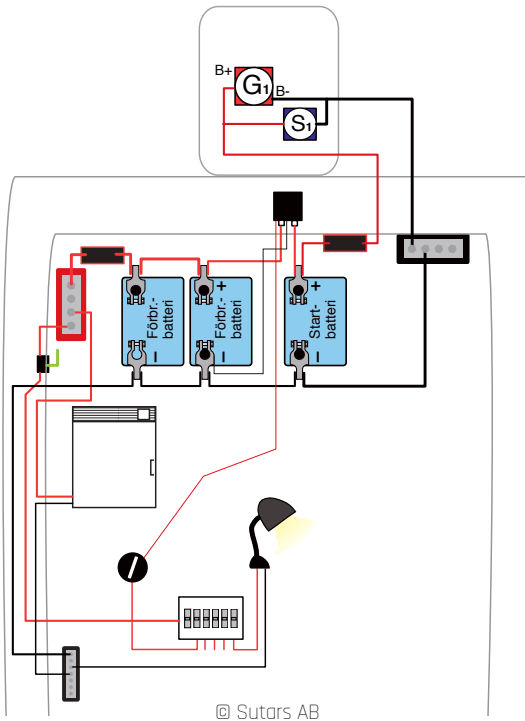 B+
G1
B-
S1
+
Förbr.-
batteri
–
+
Förbr.-
batteri
–
+
Start-
batteri
–
© Sutars AB